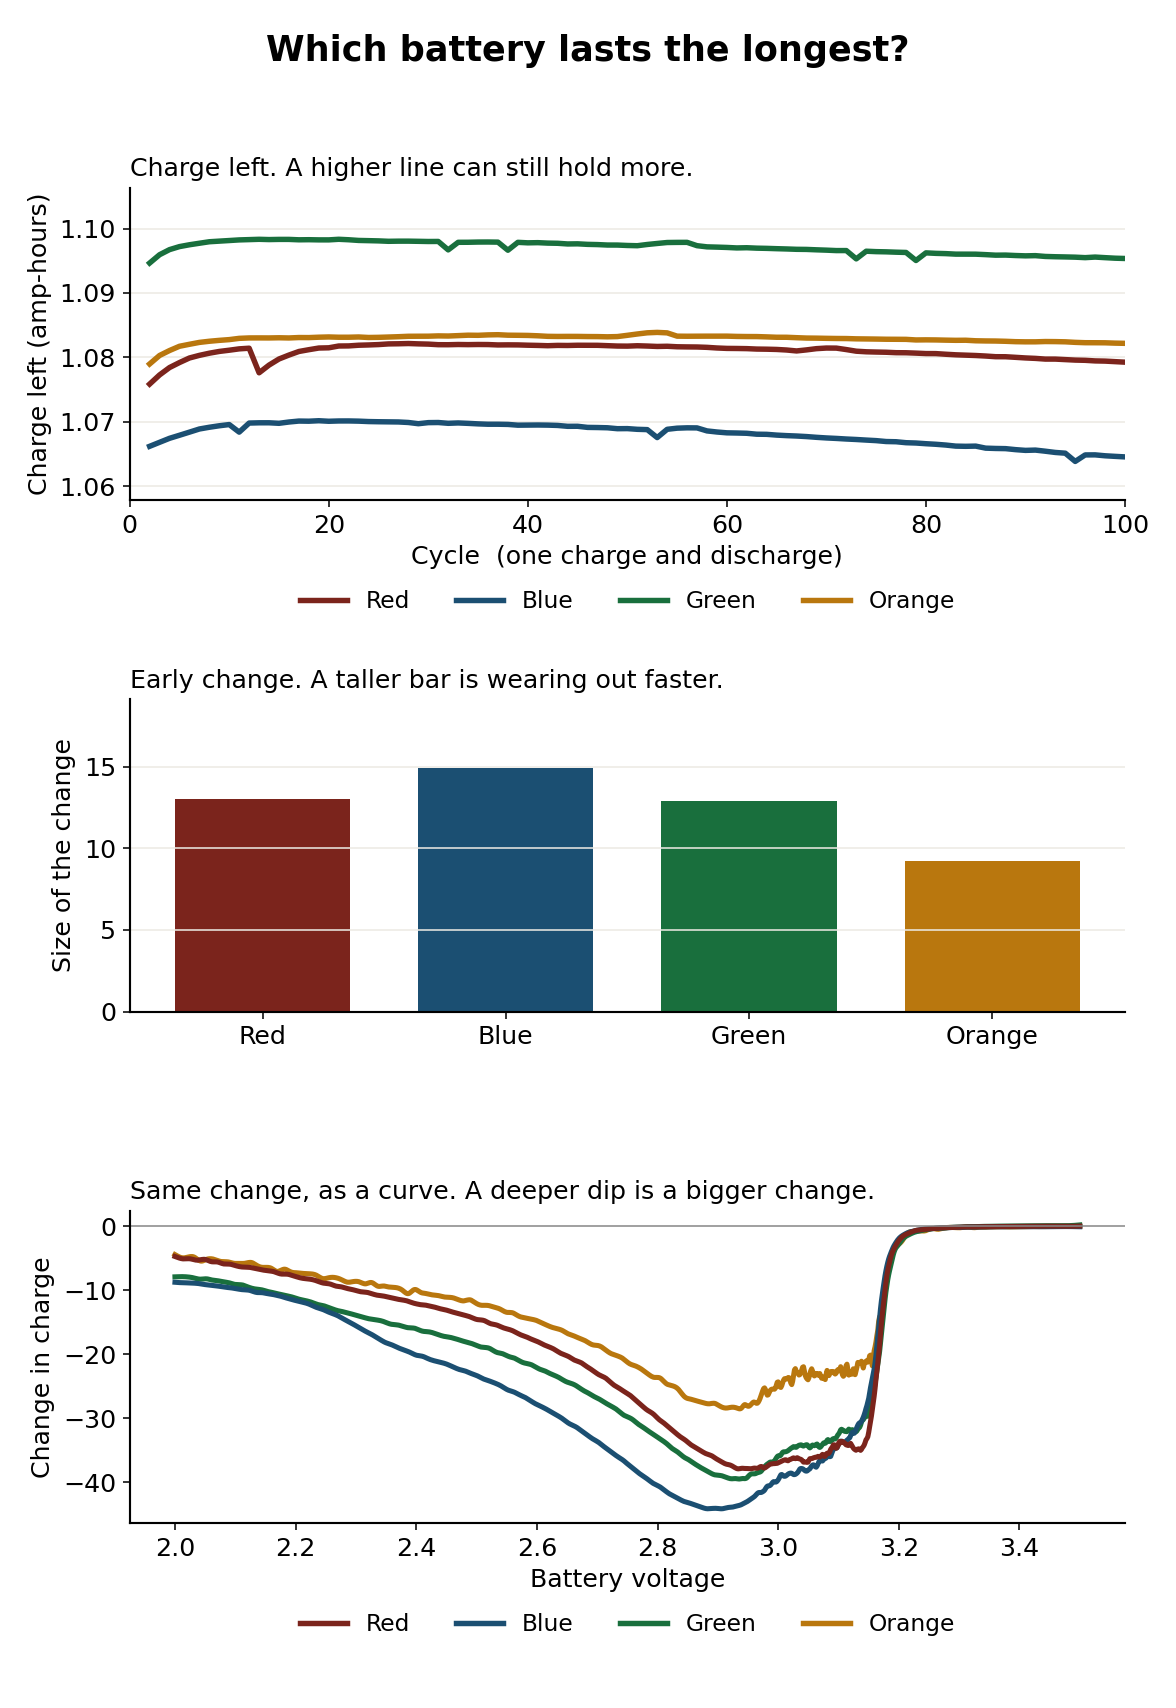 Which battery lasts the longest?
Charge left. A higher line can still hold more.
Charge left (amp-hours)
1.10
1.09
1.08
1.07
1.06
0 20 40 60 80 100
Cycle  (one charge and discharge)
Red Blue Green Orange
Early change. A taller bar is wearing out faster.
Size of the change
15
10
5
0
Red Blue Green Orange
Same change, as a curve. A deeper dip is a bigger change.
Change in charge
0
−10
−20
−30
−40
2.0 2.2 2.4 2.6 2.8 3.0 3.2 3.4
Battery voltage
Red Blue Green Orange